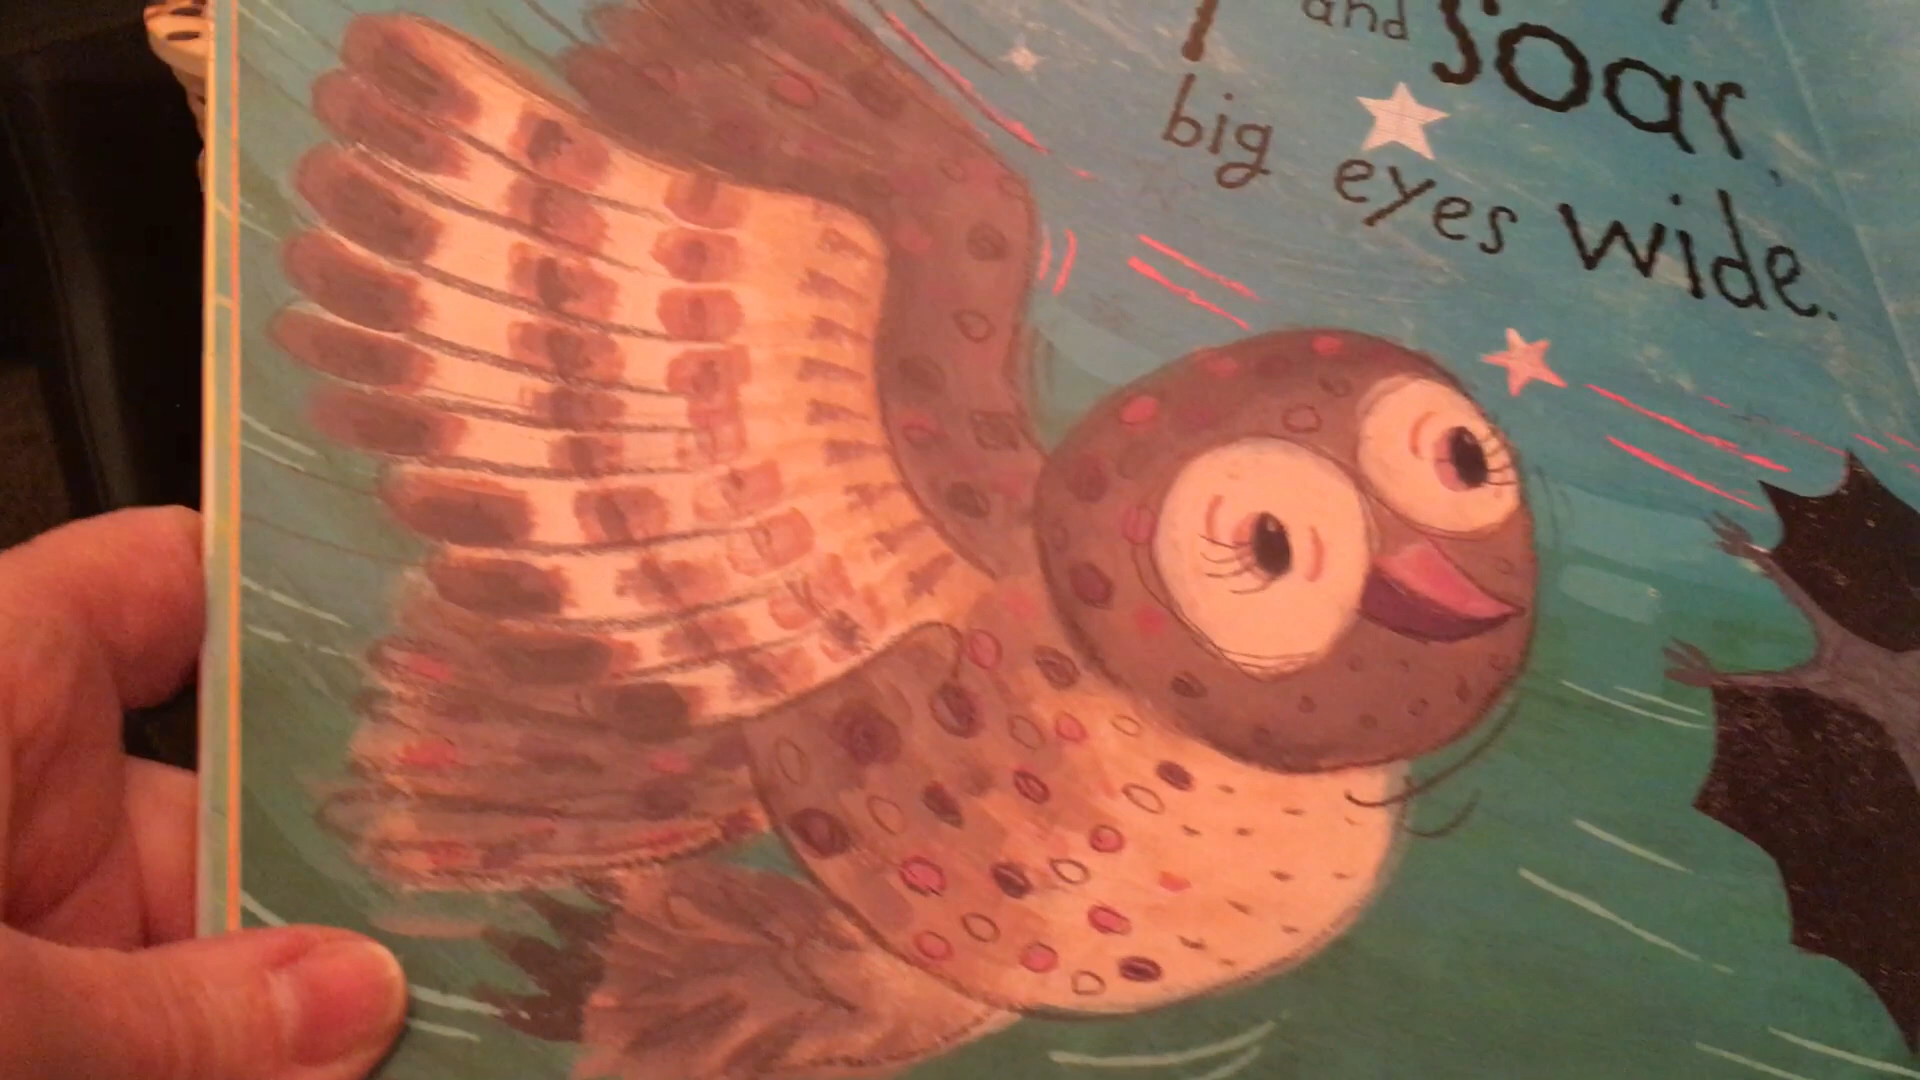 and soar,
big eyes wide.